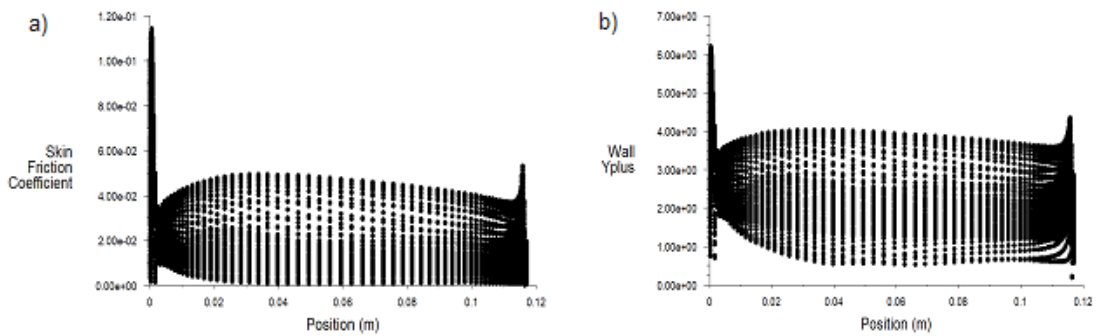 a)
1.20e-01
1.00e-01
8.00e-02
6.00e-02
4.00e-02
2.00e-02
0.00e+00
Skin
Friction
Coefficient
0
0.02
0.04
0.06
0.08
0.1
0.12
Position (m)
b)
7.00e+00
6.00e+00
5.00e+00
4.00e+00
3.00e+00
2.00e+00
1.00e+00
0.00e+00
Wall
Yplus
0
0.02
0.04
0.06
0.08
0.1
0.12
Position (m)